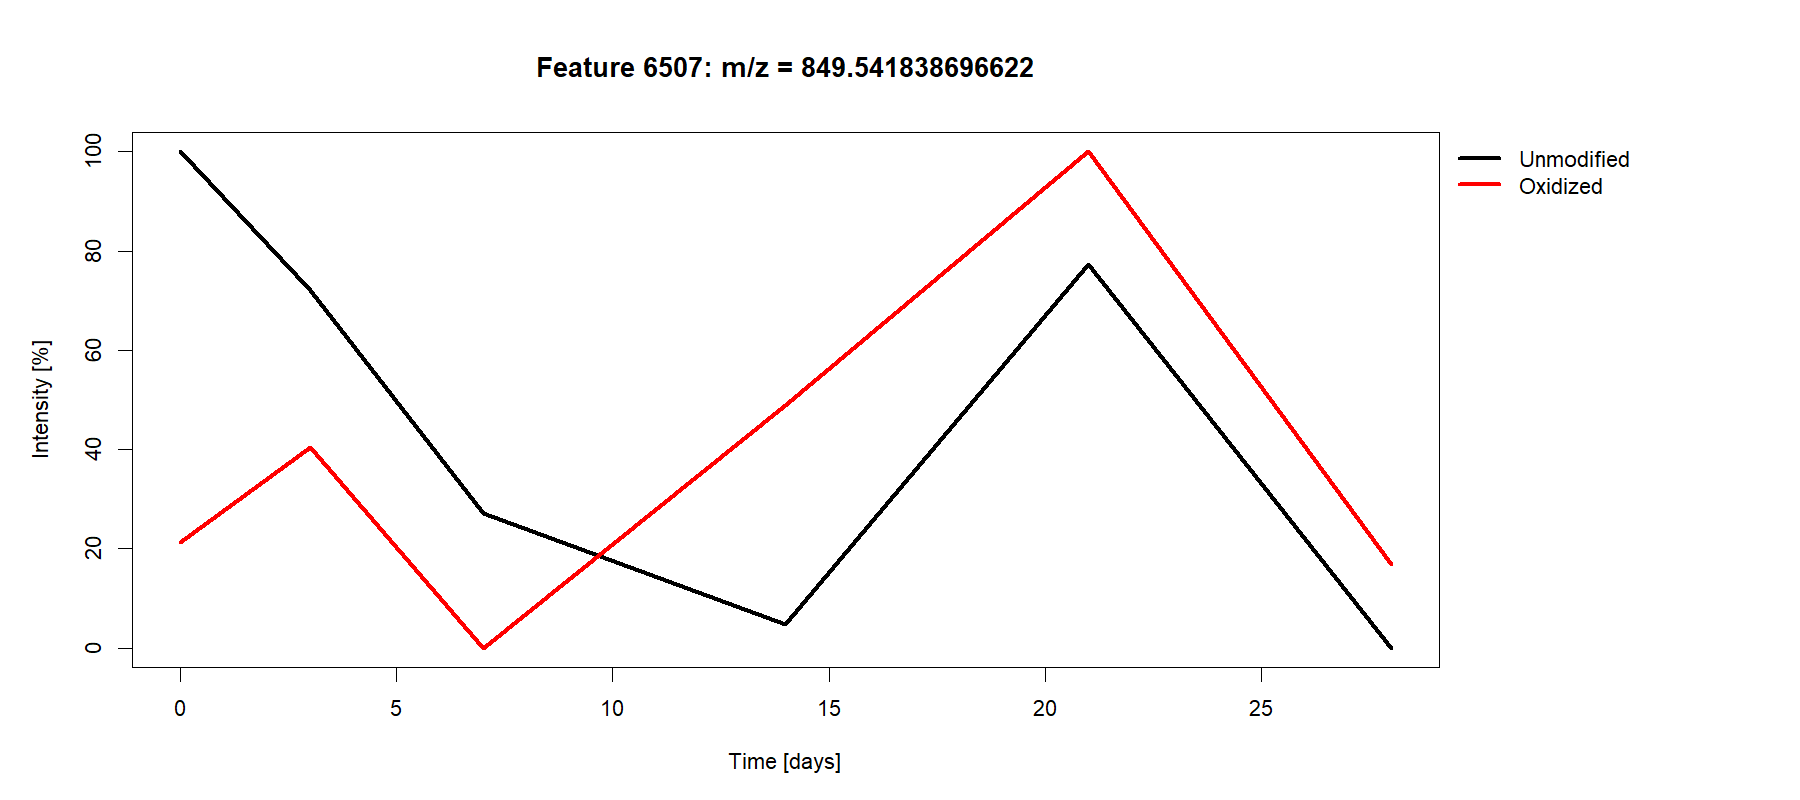 Feature 6507: m/z = 849.541838696622
Unmodified
Oxidized
100
80
60
40
20
0
Intensity [%]
0 5 10 15 20 25
Time [days]